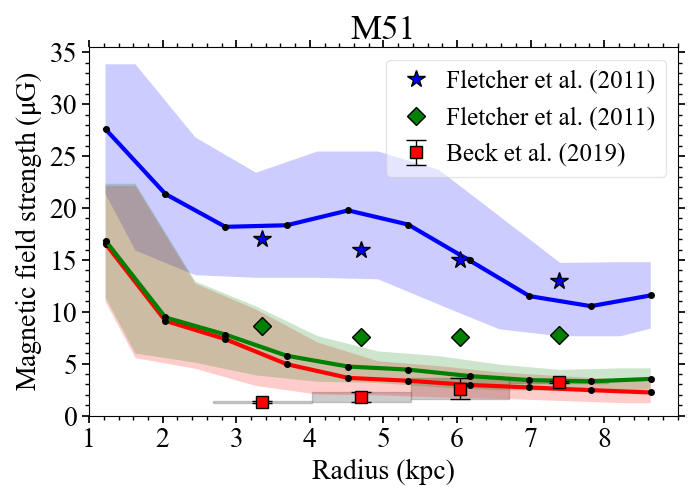 M51
Fletcher et al. (2011)
Fletcher et al. (2011)
Beck et al. (2019)
Magnetic field strength (μG)
35
30
25
20
15
10
5
0
1 2 3 4 5 6 7 8
Radius (kpc)